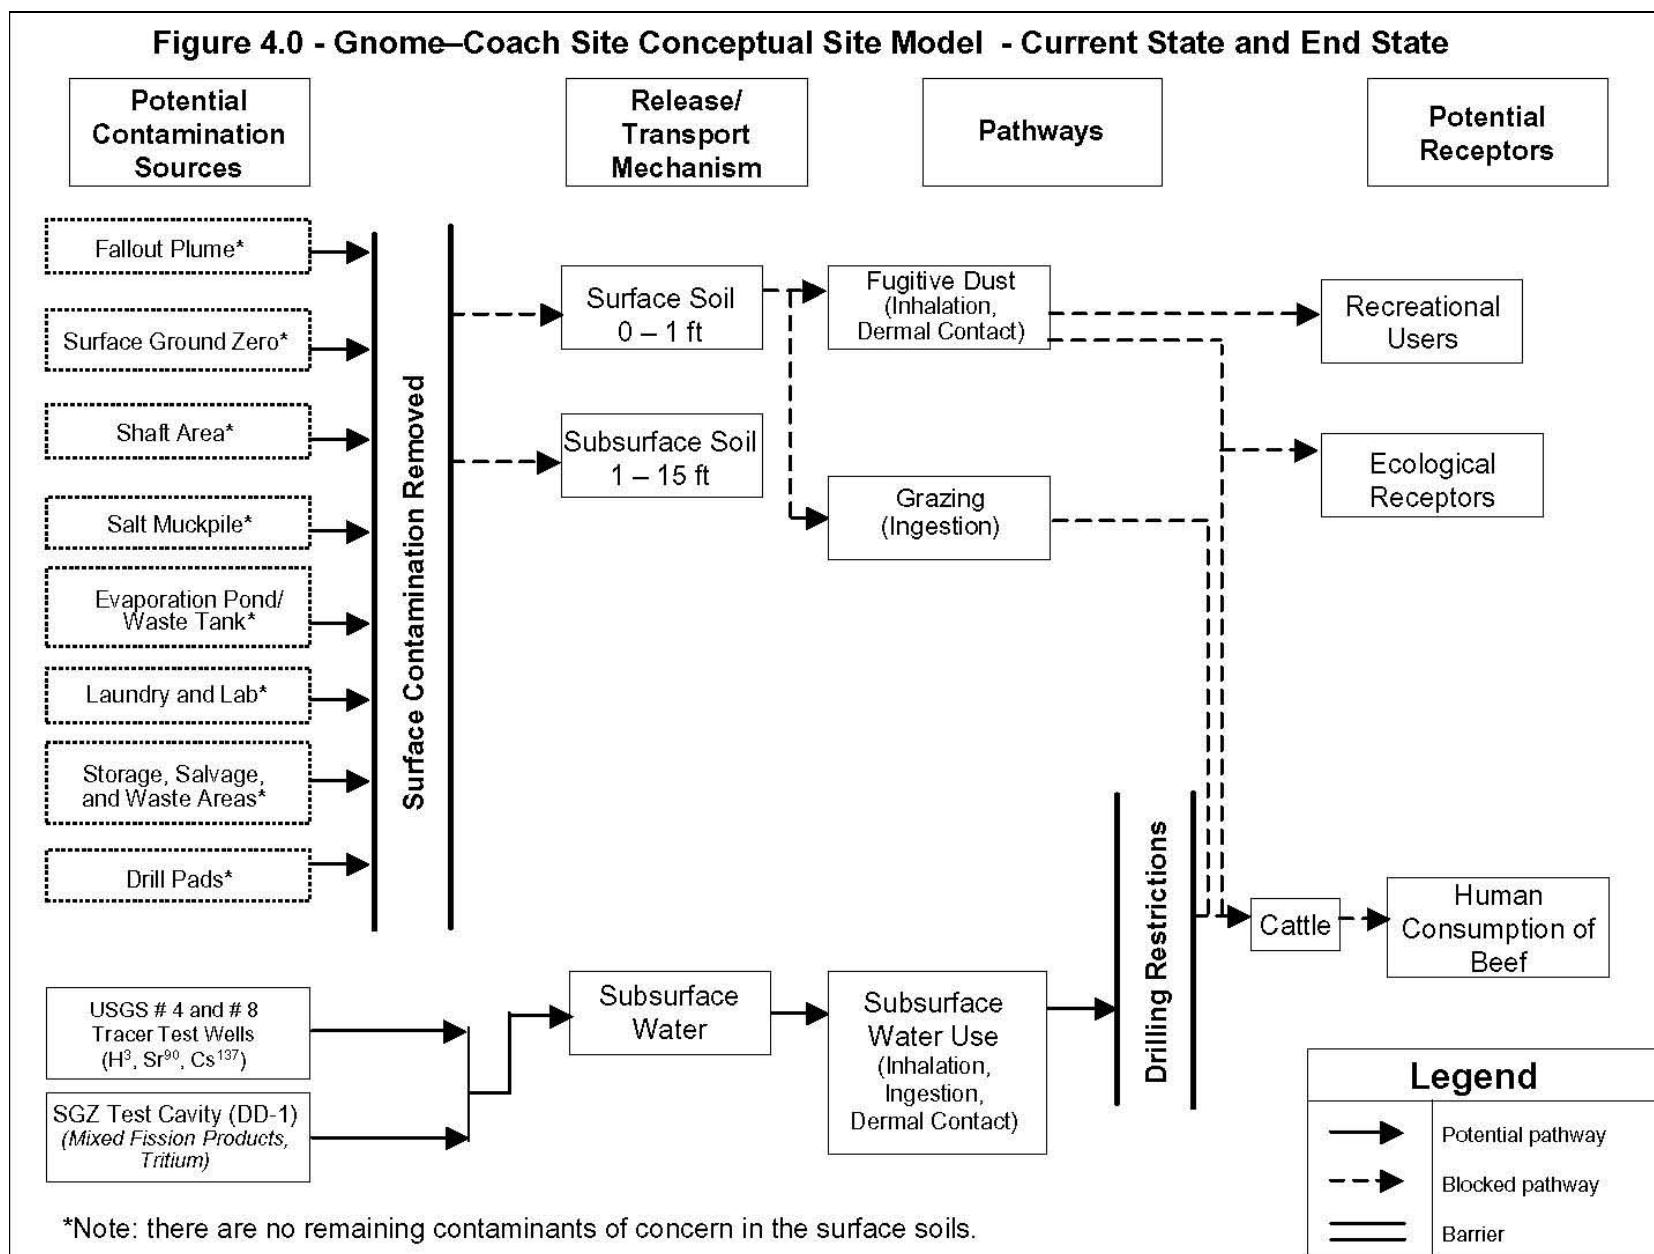 Figure 4.0 - Gnome–Coach Site Conceptual Site Model - Current State and End State
Potential
Contamination
Sources
Release/
Transport
Mechanism
Pathways
Potential
Receptors
Fallout Plume*
Surface Ground Zero*
Shaft Area*
Salt Muckpile*
Evaporation Pond/
Waste Tank*
Laundry and Lab*
Storage, Salvage,
and Waste Areas*
Drill Pads*
Surface Contamination Removed
Surface Soil
0 – 1 ft
Subsurface Soil
1 – 15 ft
Fugitive Dust
(Inhalation,
Dermal Contact)
Grazing
(Ingestion)
Recreational
Users
Ecological
Receptors
USGS # 4 and # 8
Tracer Test Wells
(H³, Sr⁹⁰, Cs¹³⁷)
SGZ Test Cavity (DD-1)
(Mixed Fission Products,
Tritium)
Subsurface
Water
Subsurface
Water Use
(Inhalation,
Ingestion,
Dermal Contact)
Drilling Restrictions
Cattle
Human
Consumption of
Beef
Legend
Potential pathway
Blocked pathway
Barrier
*Note: there are no remaining contaminants of concern in the surface soils.